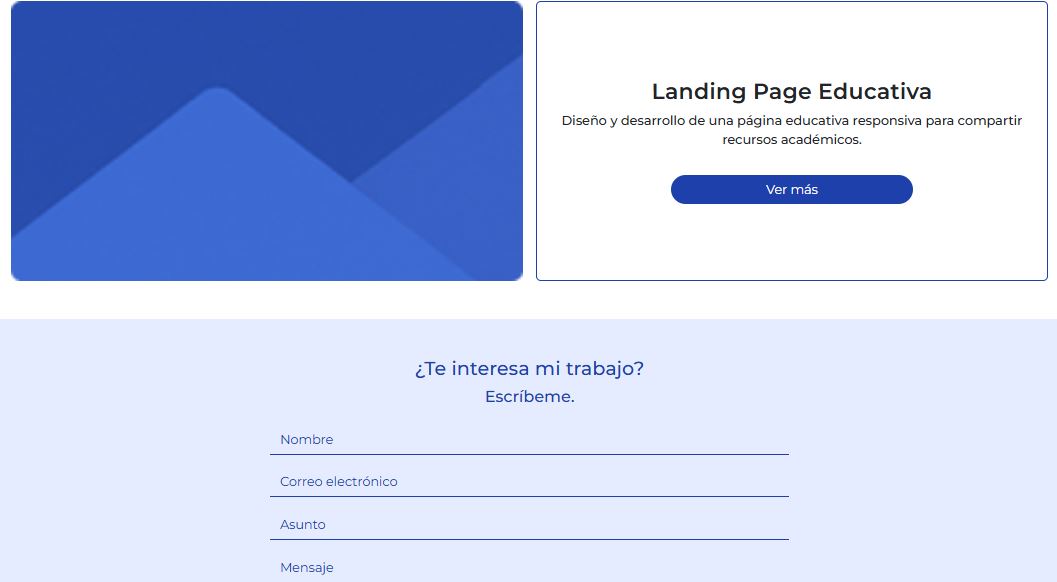 Landing Page Educativa
Diseño y desarrollo de una página educativa responsiva para compartir
recursos académicos.
Ver más
¿Te interesa mi trabajo?
Escríbeme.
Nombre
Correo electrónico
Asunto
Mensaje